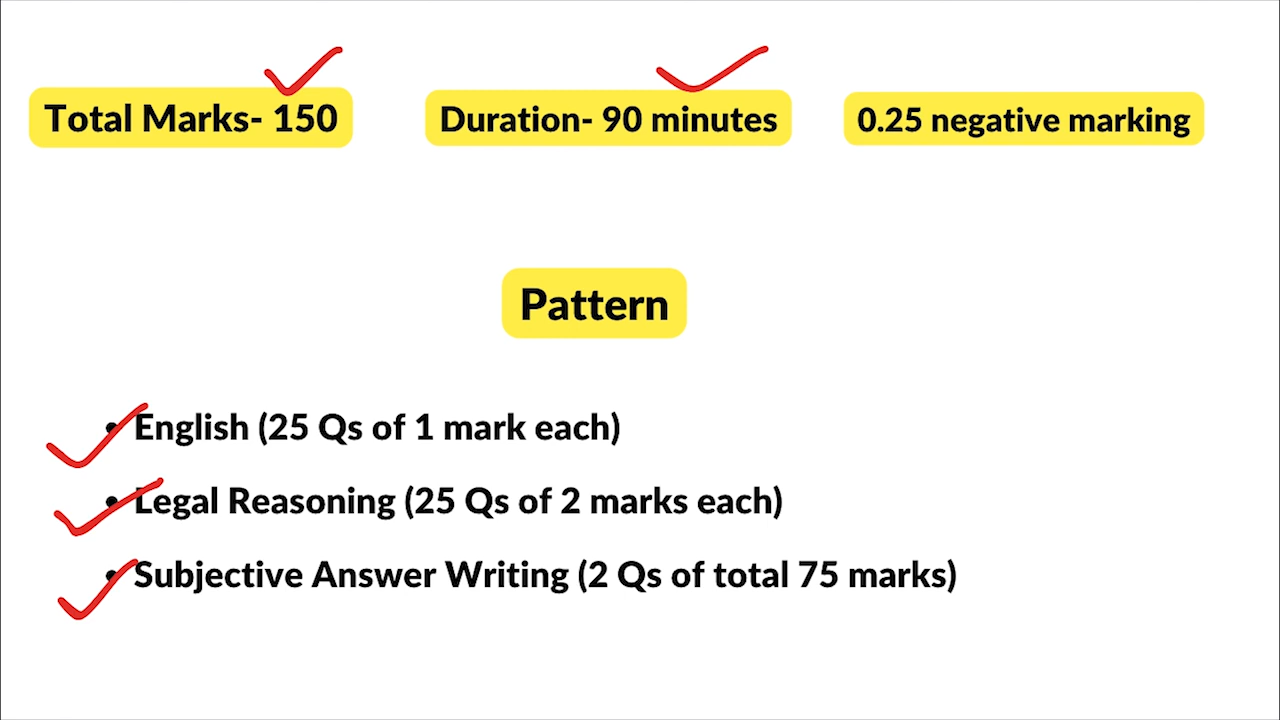 Total Marks- 150
Duration- 90 minutes
0.25 negative marking
Pattern
• English (25 Qs of 1 mark each)
• Legal Reasoning (25 Qs of 2 marks each)
• Subjective Answer Writing (2 Qs of total 75 marks)